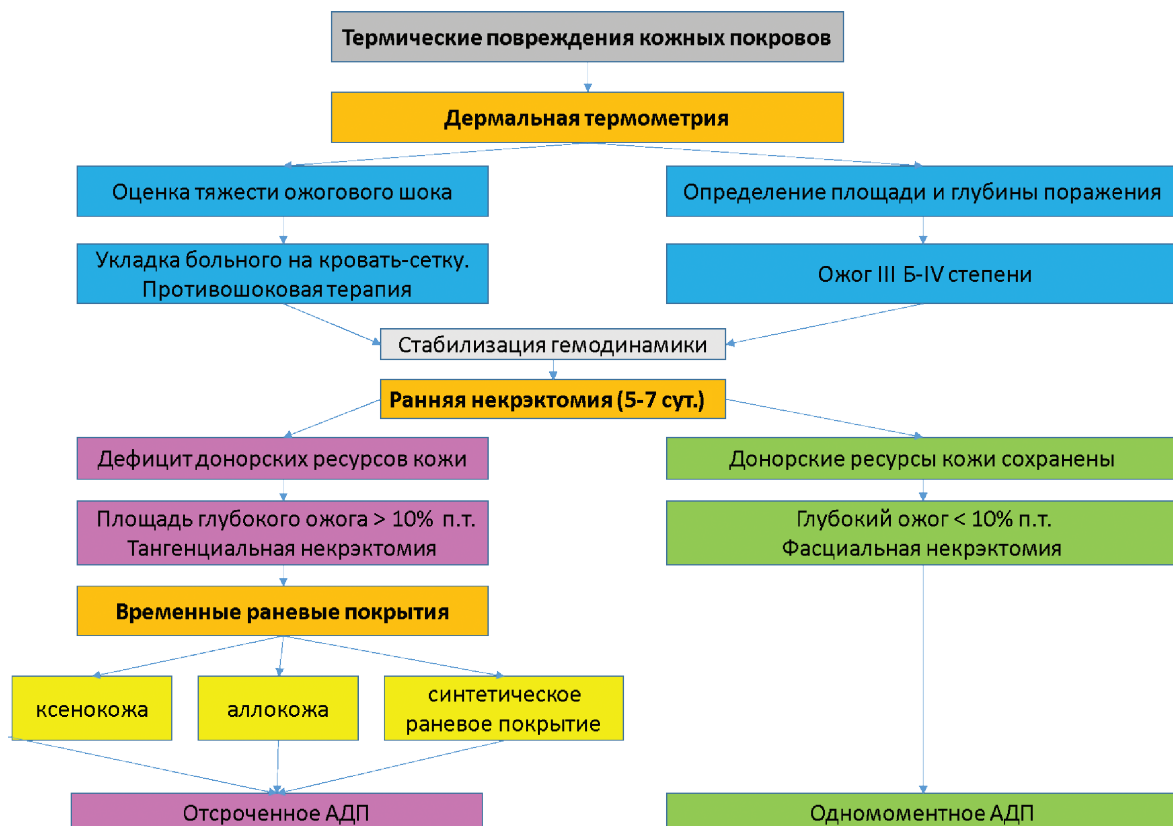 Термические повреждения кожных покровов
Дермальная термометрия
Оценка тяжести ожогового шока
Определение площади и глубины поражения
Укладка больного на кровать-сетку.
Противошоковая терапия
Ожог III Б-IV степени
Стабилизация гемодинамики
Ранняя некрэктомия (5-7 сут.)
Дефицит донорских ресурсов кожи
Донорские ресурсы кожи сохранены
Площадь глубокого ожога > 10% п.т.
Тангенциальная некрэктомия
Глубокий ожог < 10% п.т.
Фасциальная некрэктомия
Временные раневые покрытия
ксенокожа
аллокожа
синтетическое
раневое покрытие
Отсроченное АДП
Одномоментное АДП